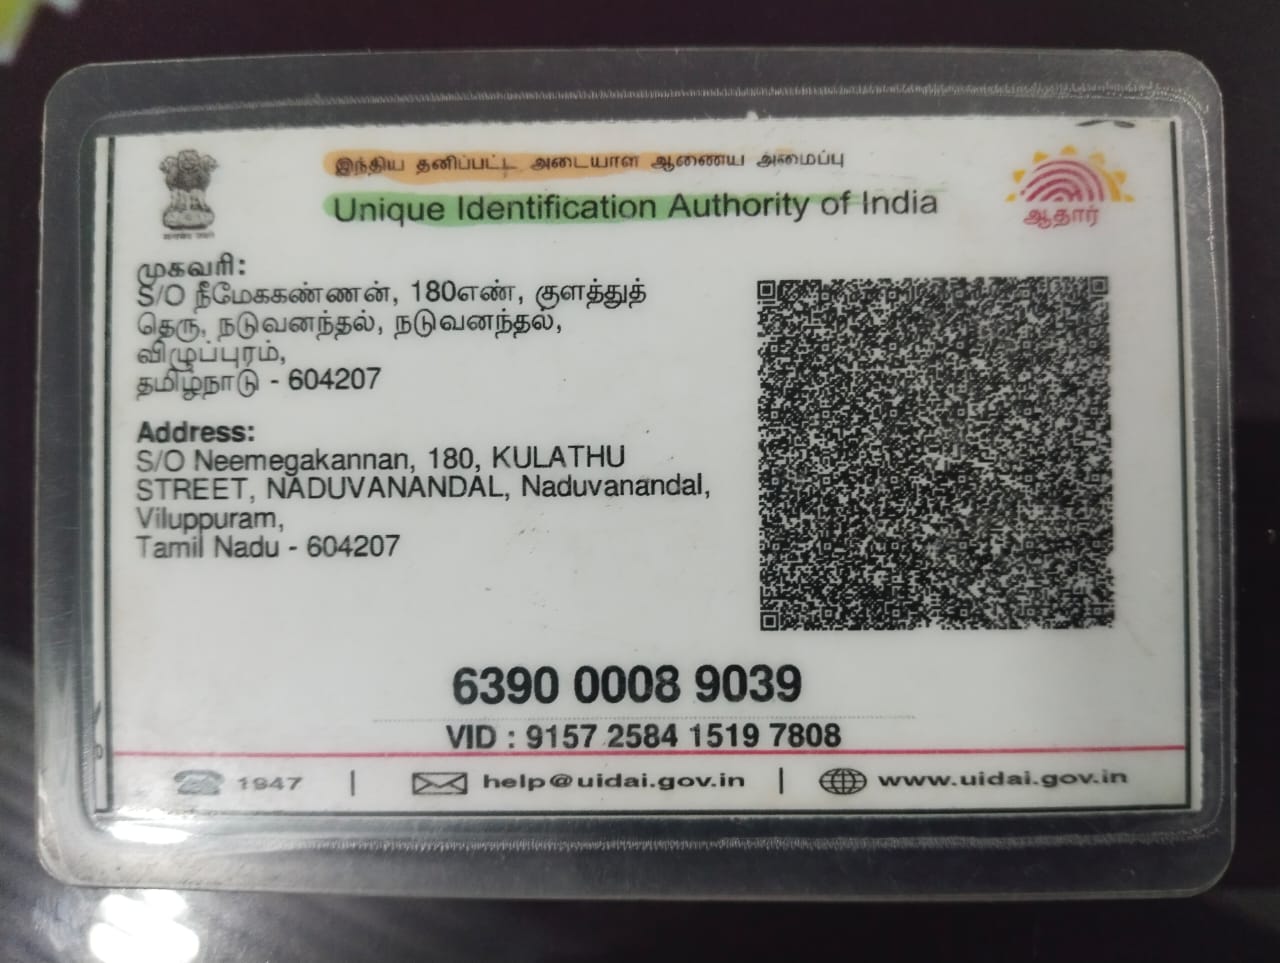 இந்திய தனிப்பட்ட அடையாள ஆணைய அமைப்பு
Unique Identification Authority of India
ஆதார்
முகவரி:
S/O நீமேககண்ணன், 180எண், குளத்துத்
தெரு, நடுவனந்தல், நடுவனந்தல்,
விழுப்புரம்,
தமிழ்நாடு - 604207
Address:
S/O Neemegakannan, 180, KULATHU
STREET, NADUVANANDAL, Naduvanandal,
Viluppuram,
Tamil Nadu - 604207
6390 0008 9039
VID : 9157 2584 1519 7808
1947 | help@uidai.gov.in | www.uidai.gov.in